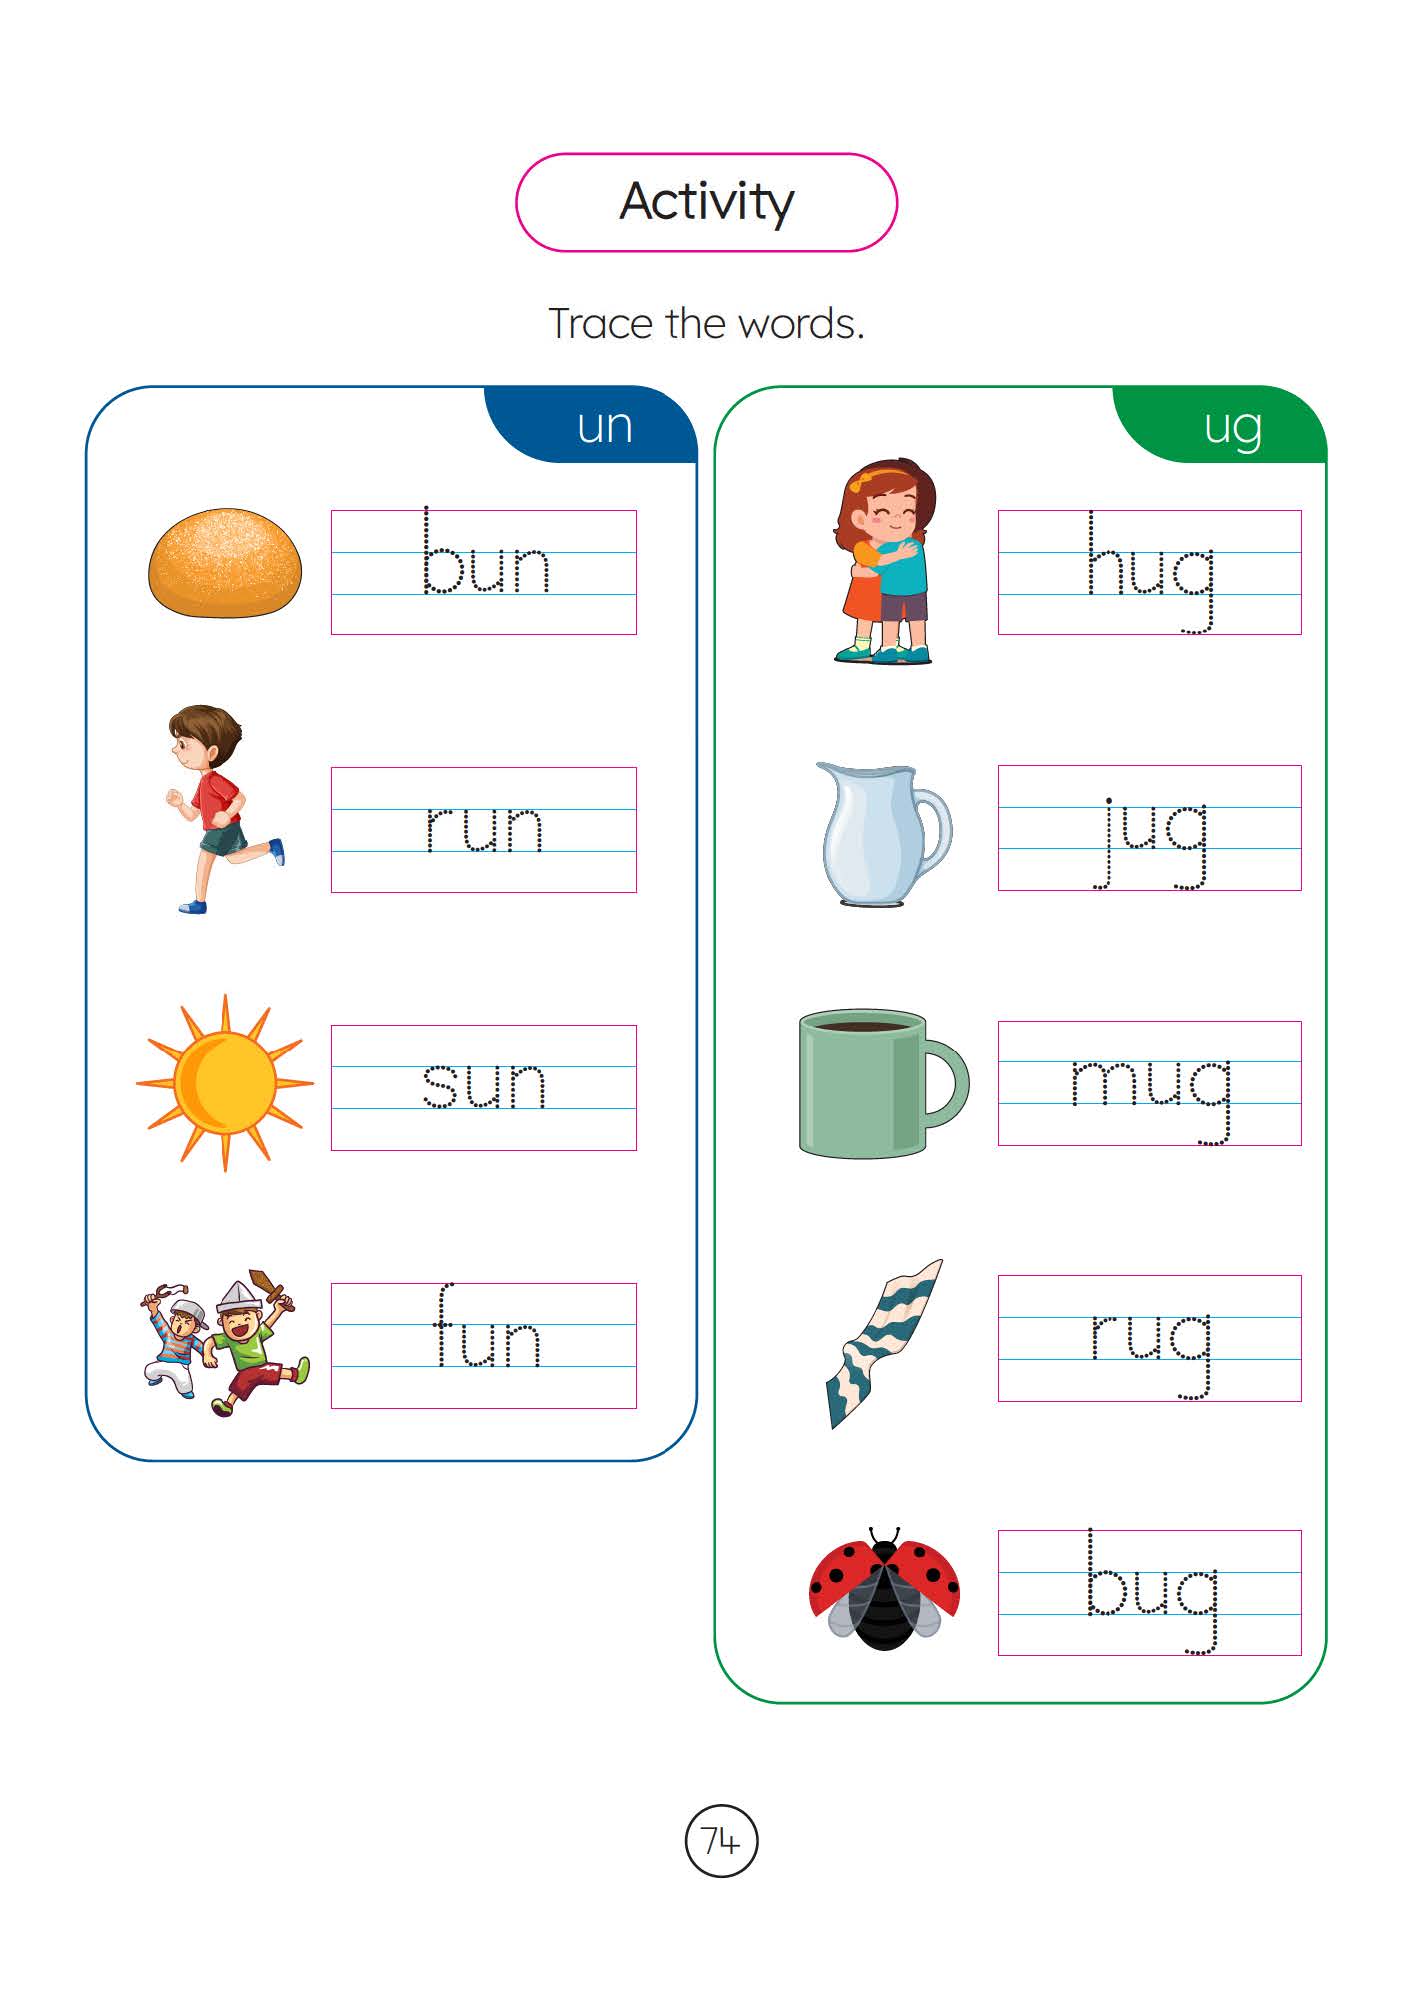 Activity
Trace the words.
un
bun
run
sun
fun
ug
hug
jug
mug
rug
bug
74